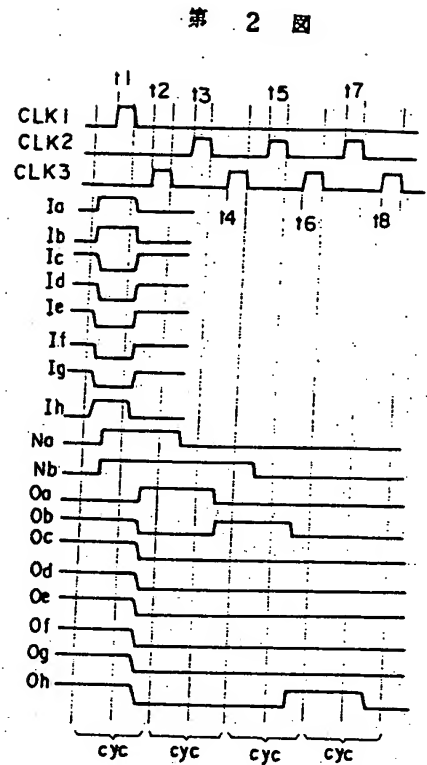 第 2 図
t1 t2 t3 t5 t7
CLK1
CLK2
CLK3
t4 t6 t8
Ia
Ib
Ic
Id
Ie
If
Ig
Ih
Na
Nb
Oa
Ob
Oc
Od
Oe
Of
Og
Oh
cyc cyc cyc cyc